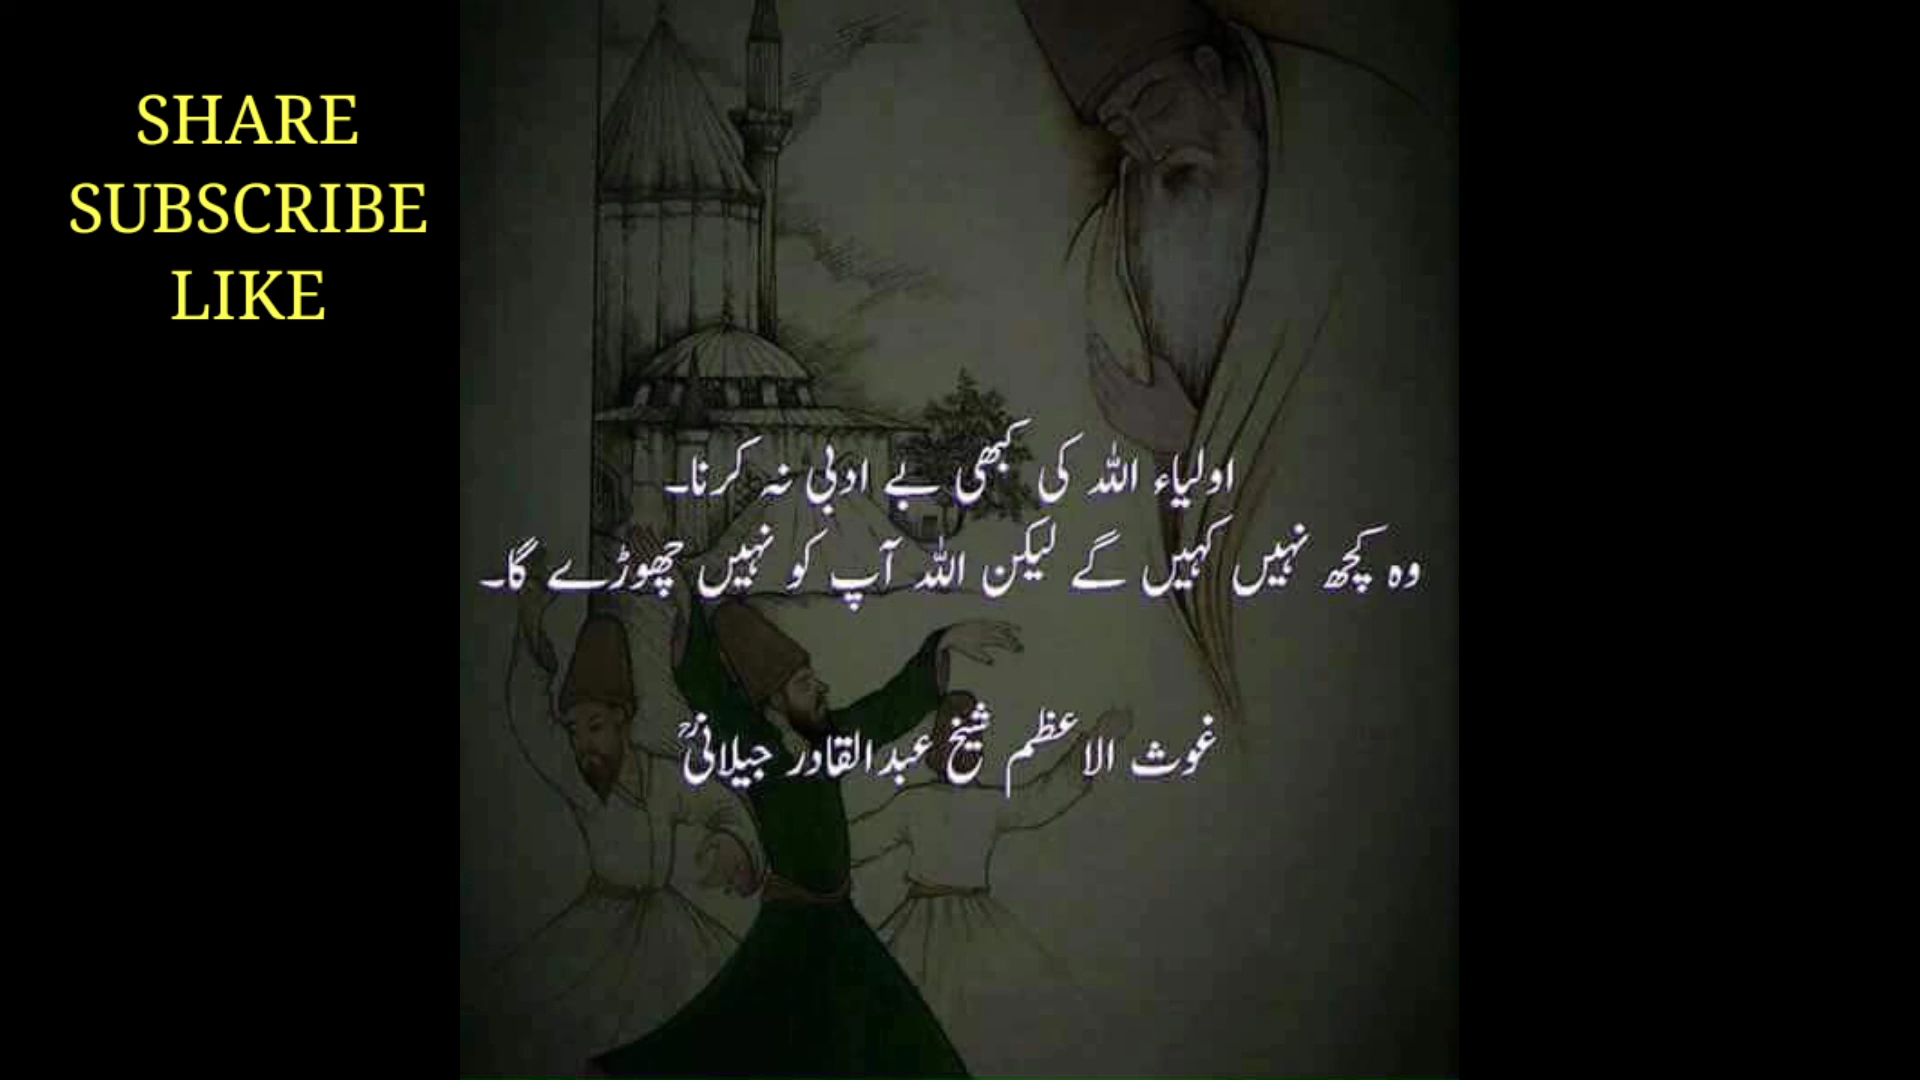 SHARE
SUBSCRIBE
LIKE
اولیاء اللہ کی کبھی بے ادبی نہ کرنا۔
وہ کچھ نہیں کہیں گے لیکن اللہ آپ کو نہیں چھوڑے گا۔
غوث الاعظم شیخ عبدالقادر جیلانیؒ